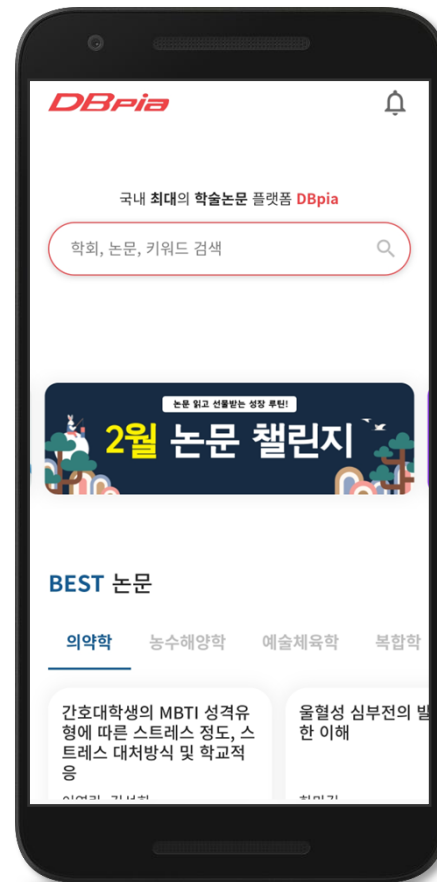 DBpia
국내 최대의 학술논문 플랫폼 DBpia
학회, 논문, 키워드 검색
논문 읽고 선물받는 성장 루틴!
2월 논문 챌린지
BEST 논문
의약학 농수해양학 예술체육학 복합학
간호대학생의 MBTI 성격유
형에 따른 스트레스 정도, 스
트레스 대처방식 및 학교적
응
울혈성 심부전의 발
한 이해